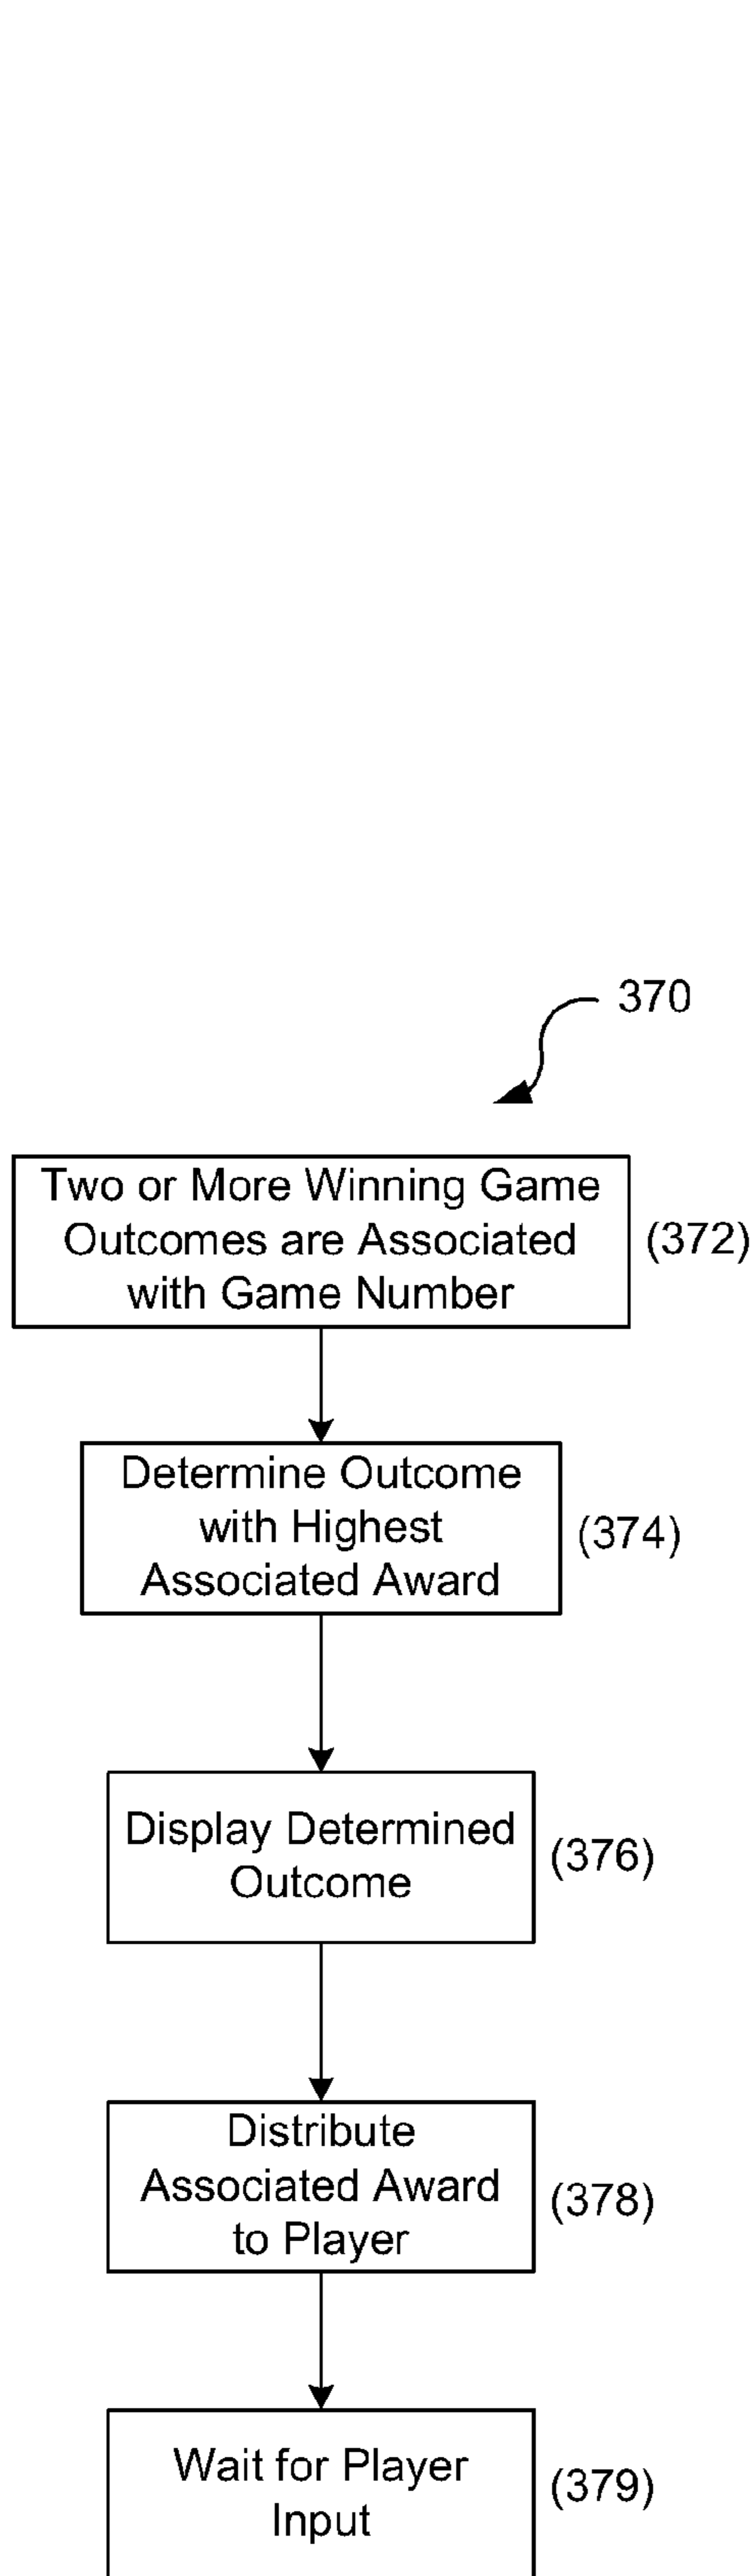 370
Two or More Winning Game
Outcomes are Associated
with Game Number
(372)
Determine Outcome
with Highest
Associated Award
(374)
Display Determined
Outcome
(376)
Distribute
Associated Award
to Player
(378)
Wait for Player
Input
(379)